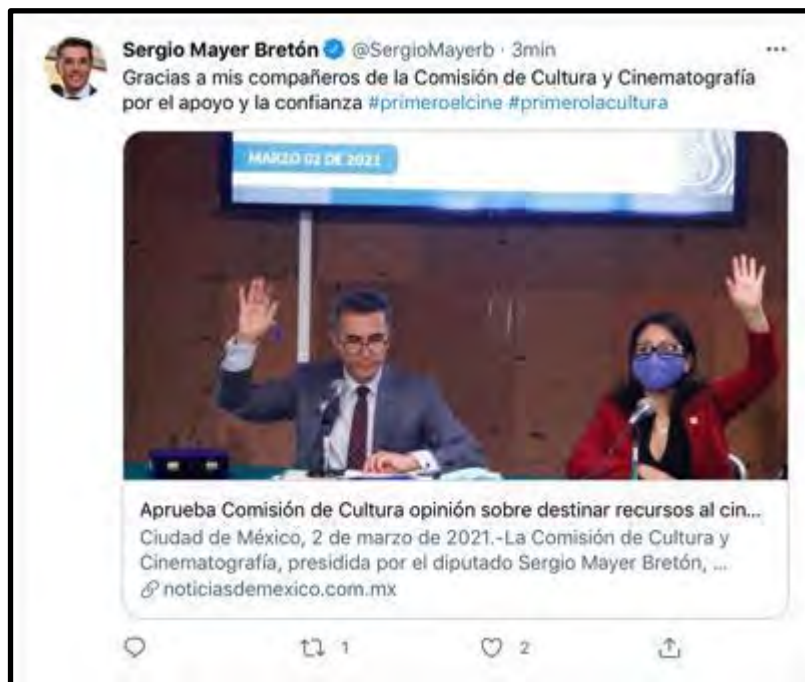 Sergio Mayer Bretón @SergioMayerb · 3min
Gracias a mis compañeros de la Comisión de Cultura y Cinematografía
por el apoyo y la confianza #primeroelcine #primerolacultura
MARZO 02 DE 2021
Aprueba Comisión de Cultura opinión sobre destinar recursos al cin...
Ciudad de México, 2 de marzo de 2021.-La Comisión de Cultura y
Cinematografía, presidida por el diputado Sergio Mayer Bretón, ...
noticiasdemexico.com.mx
1 2